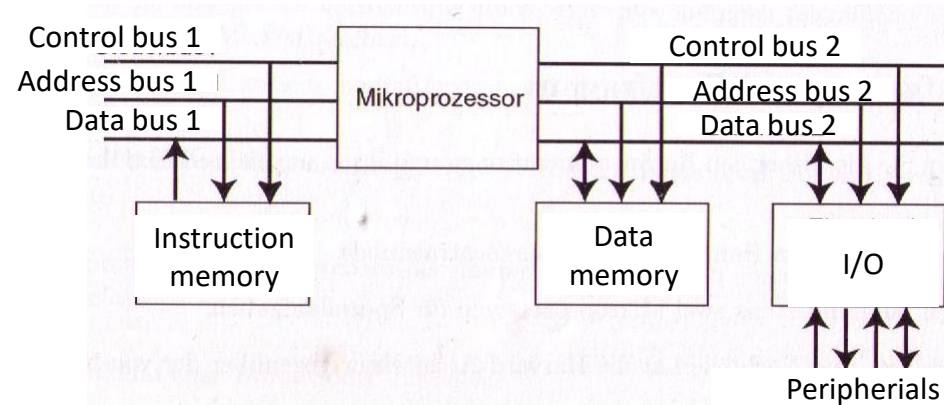 Control bus 1
Address bus 1
Data bus 1
Mikroprozessor
Control bus 2
Address bus 2
Data bus 2
Instruction
memory
Data
memory
I/O
Peripherials